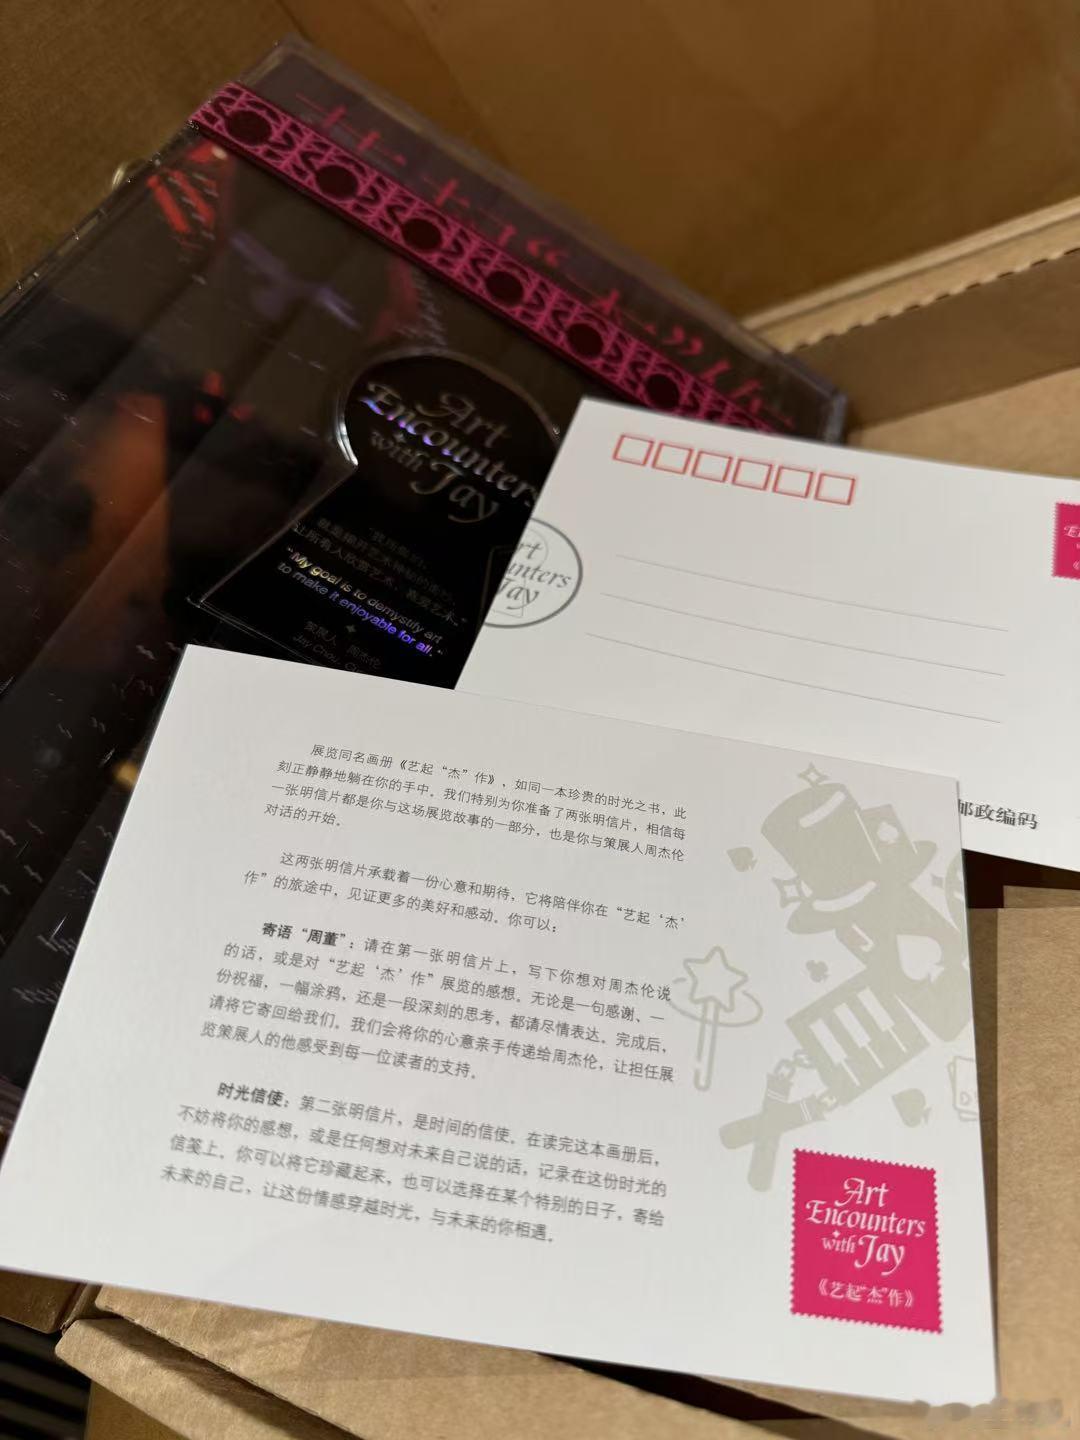 Art
Encounters
with Jay
"我所做的，
就是揭开艺术神秘的面纱，
让所有人欣赏艺术、喜爱艺术。"
"My goal is to demystify art
to make it enjoyable for all."
策展人 周杰伦
Jay Chou,
Art
Encounters
Jay
邮政编码
展览同名画册《艺起“杰”作》，如同一本珍贵的时光之书，此
刻正静静地躺在你的手中。我们特别为你准备了两张明信片，相信每
一张明信片都是你与这场展览故事的一部分，也是你与策展人周杰伦
对话的开始。
这两张明信片承载着一份心意和期待，它将陪伴你在“艺起‘杰’
作”的旅途中，见证更多的美好和感动。你可以：
寄语“周董”：请在第一张明信片上，写下你想对周杰伦说
的话，或是对“艺起‘杰’作”展览的感想。无论是一句感谢、一
份祝福，一幅涂鸦，还是一段深刻的思考，都请尽情表达。完成后，
请将它寄回给我们。我们会将你的心意亲手传递给周杰伦，让担任展
览策展人的他感受到每一位读者的支持。
时光信使：第二张明信片，是时间的信使。在读完这本画册后，
不妨将你的感想，或是任何想对未来自己说的话，记录在这份时光的
信笺上。你可以将它珍藏起来，也可以选择在某个特别的日子，寄给
未来的自己，让这份情感穿越时光，与未来的你相遇。
Art
Encounters
with Jay
《艺起“杰”作》